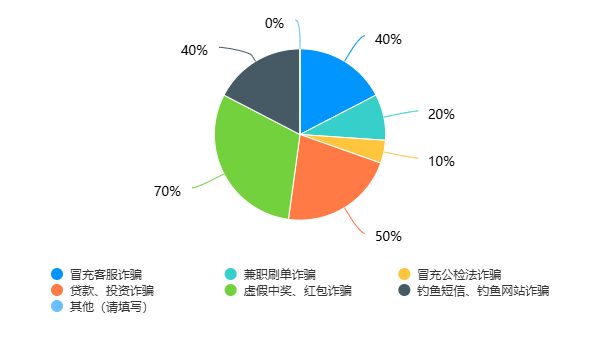 0%
40%
40%
20%
10%
70%
50%
冒充客服诈骗
兼职刷单诈骗
冒充公检法诈骗
贷款、投资诈骗
虚假中奖、红包诈骗
钓鱼短信、钓鱼网站诈骗
其他（请填写）